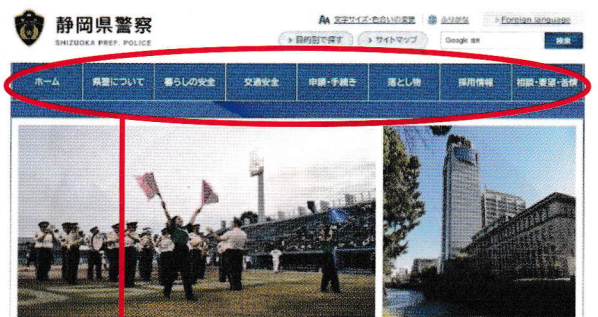 静岡県警察
SHIZUOKA PREF. POLICE
AA 文字サイズ・色合いの変更 ふりがな > Foreign language
> 目的別で探す > サイトマップ Google 検索 検索
ホーム 県警について 暮らしの安全 交通安全 申請・手続き 落とし物 採用情報 相談・要望・苦情